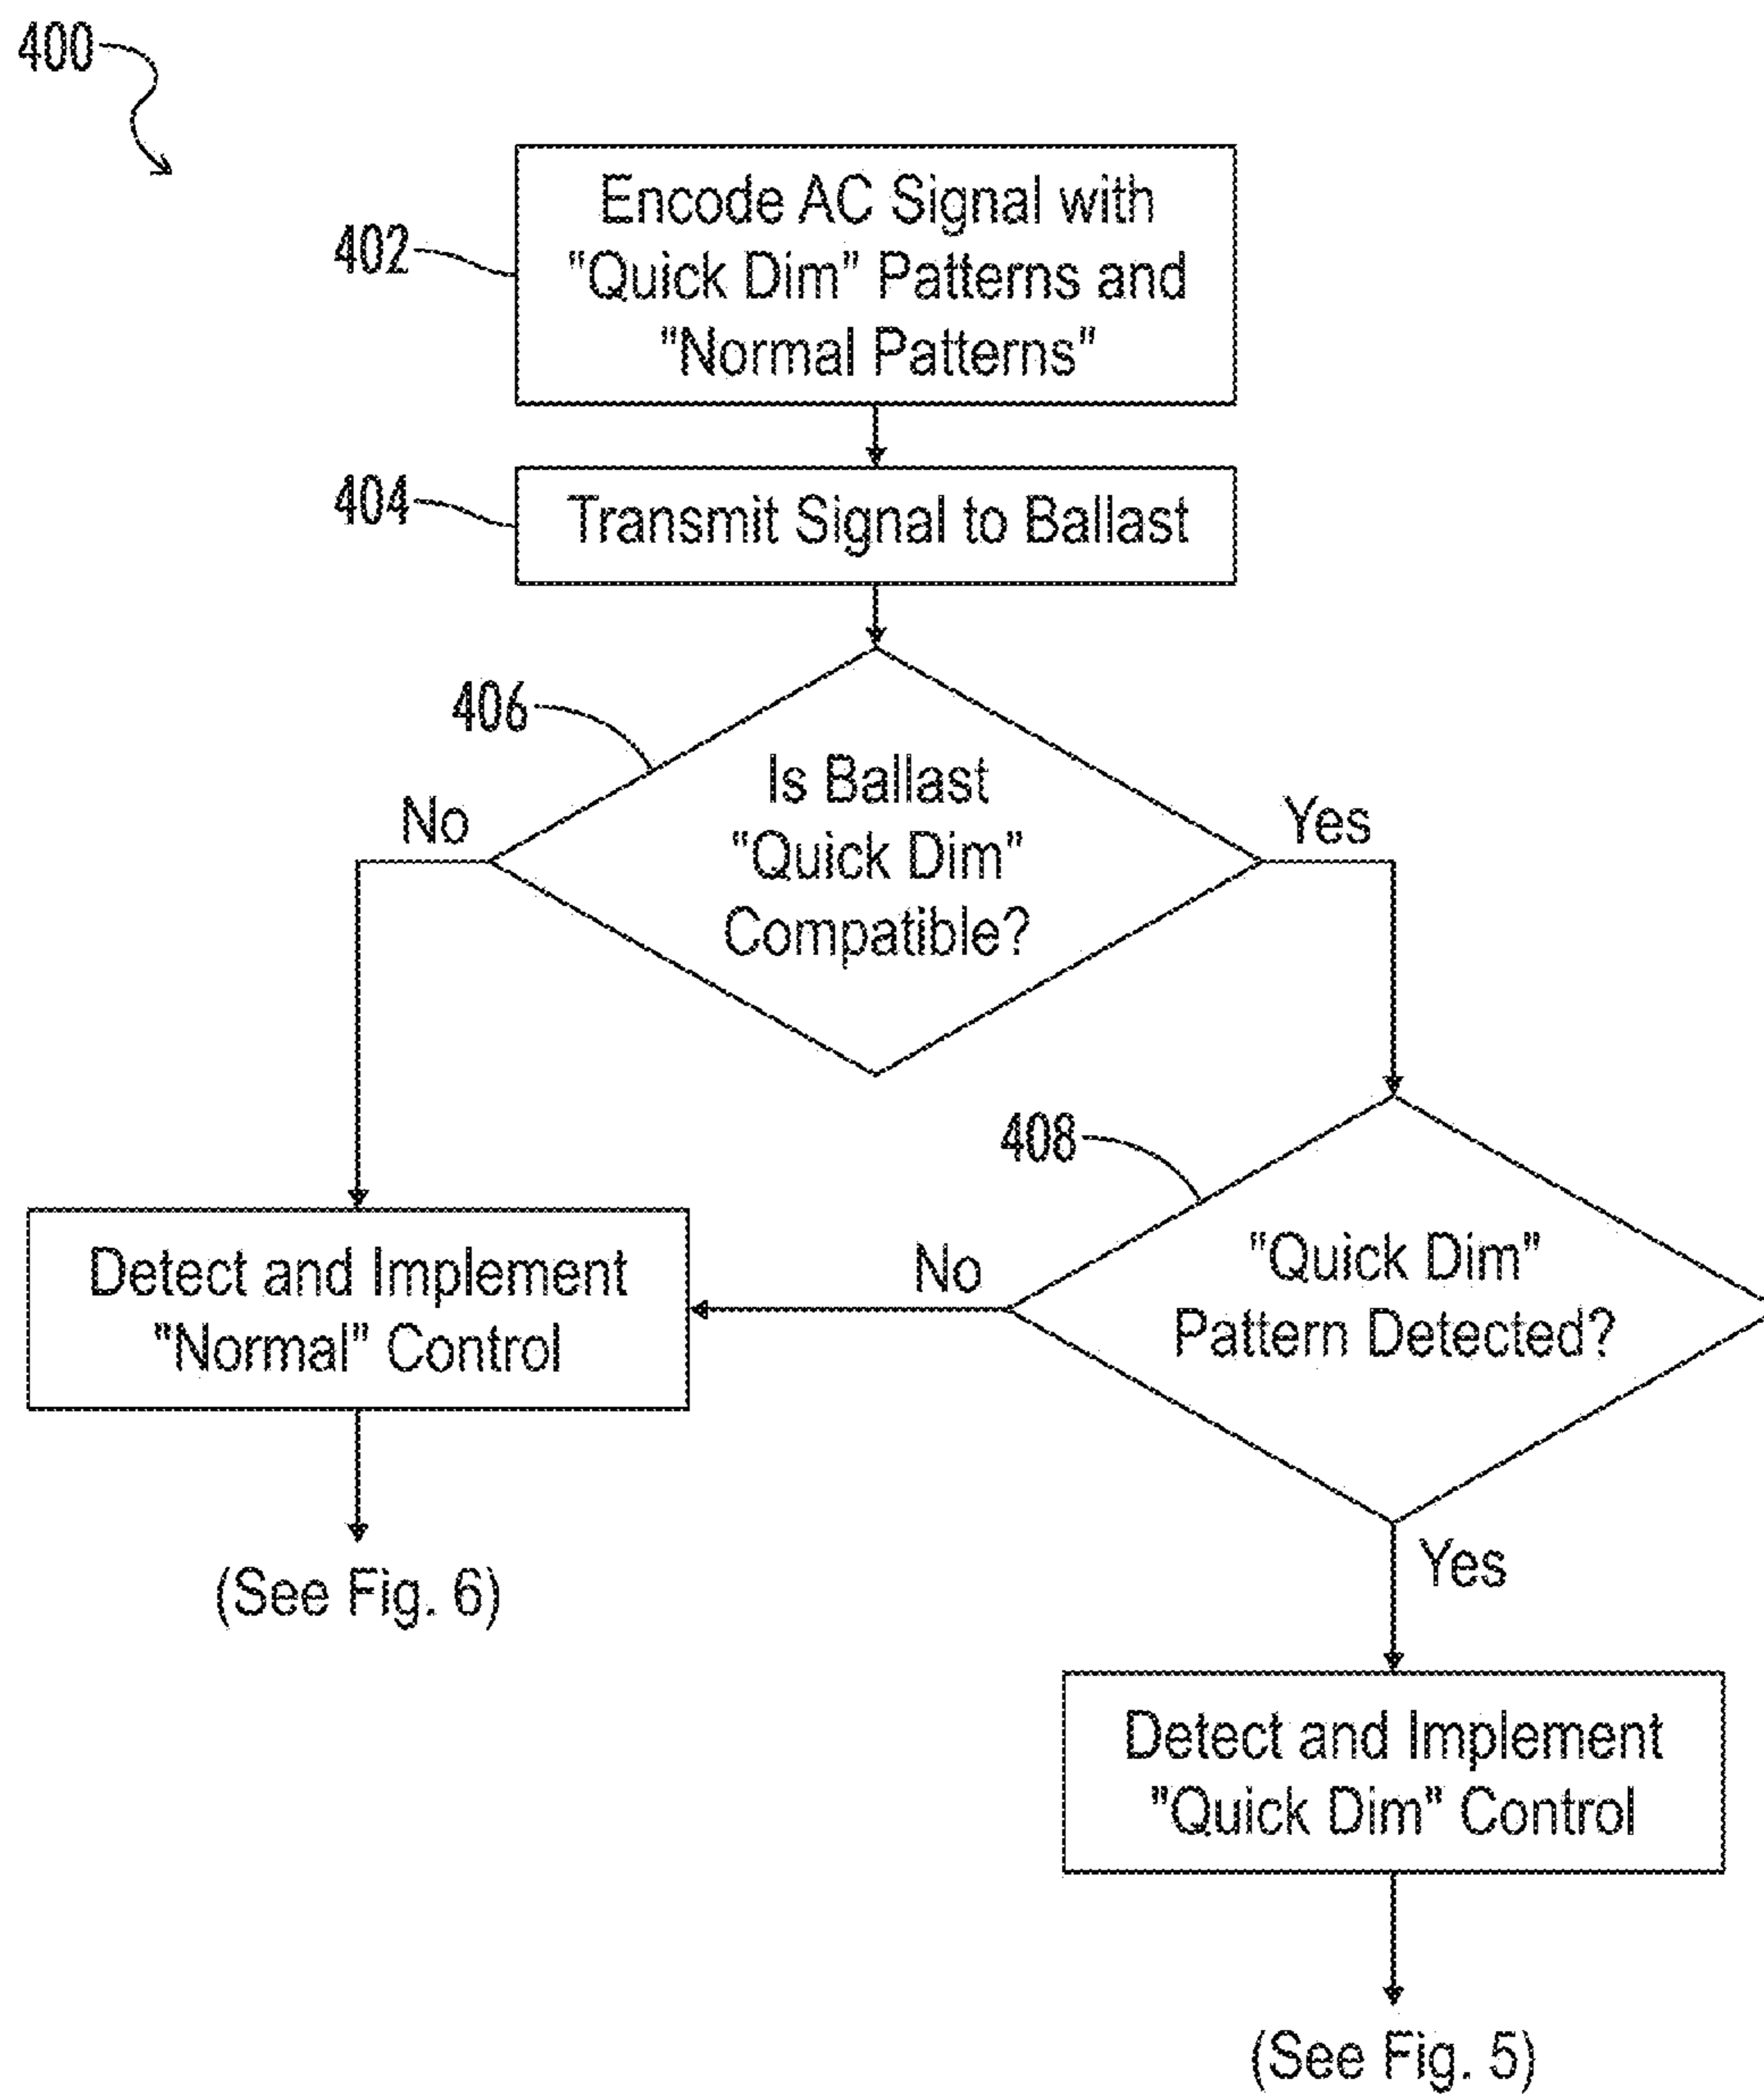 400
402
Encode AC Signal with
"Quick Dim" Patterns and
"Normal Patterns"
404
Transmit Signal to Ballast
406
Is Ballast
"Quick Dim"
Compatible?
No
Yes
408
"Quick Dim"
Pattern Detected?
No
Detect and Implement
"Normal" Control
(See Fig. 6)
Yes
Detect and Implement
"Quick Dim" Control
(See Fig. 5)